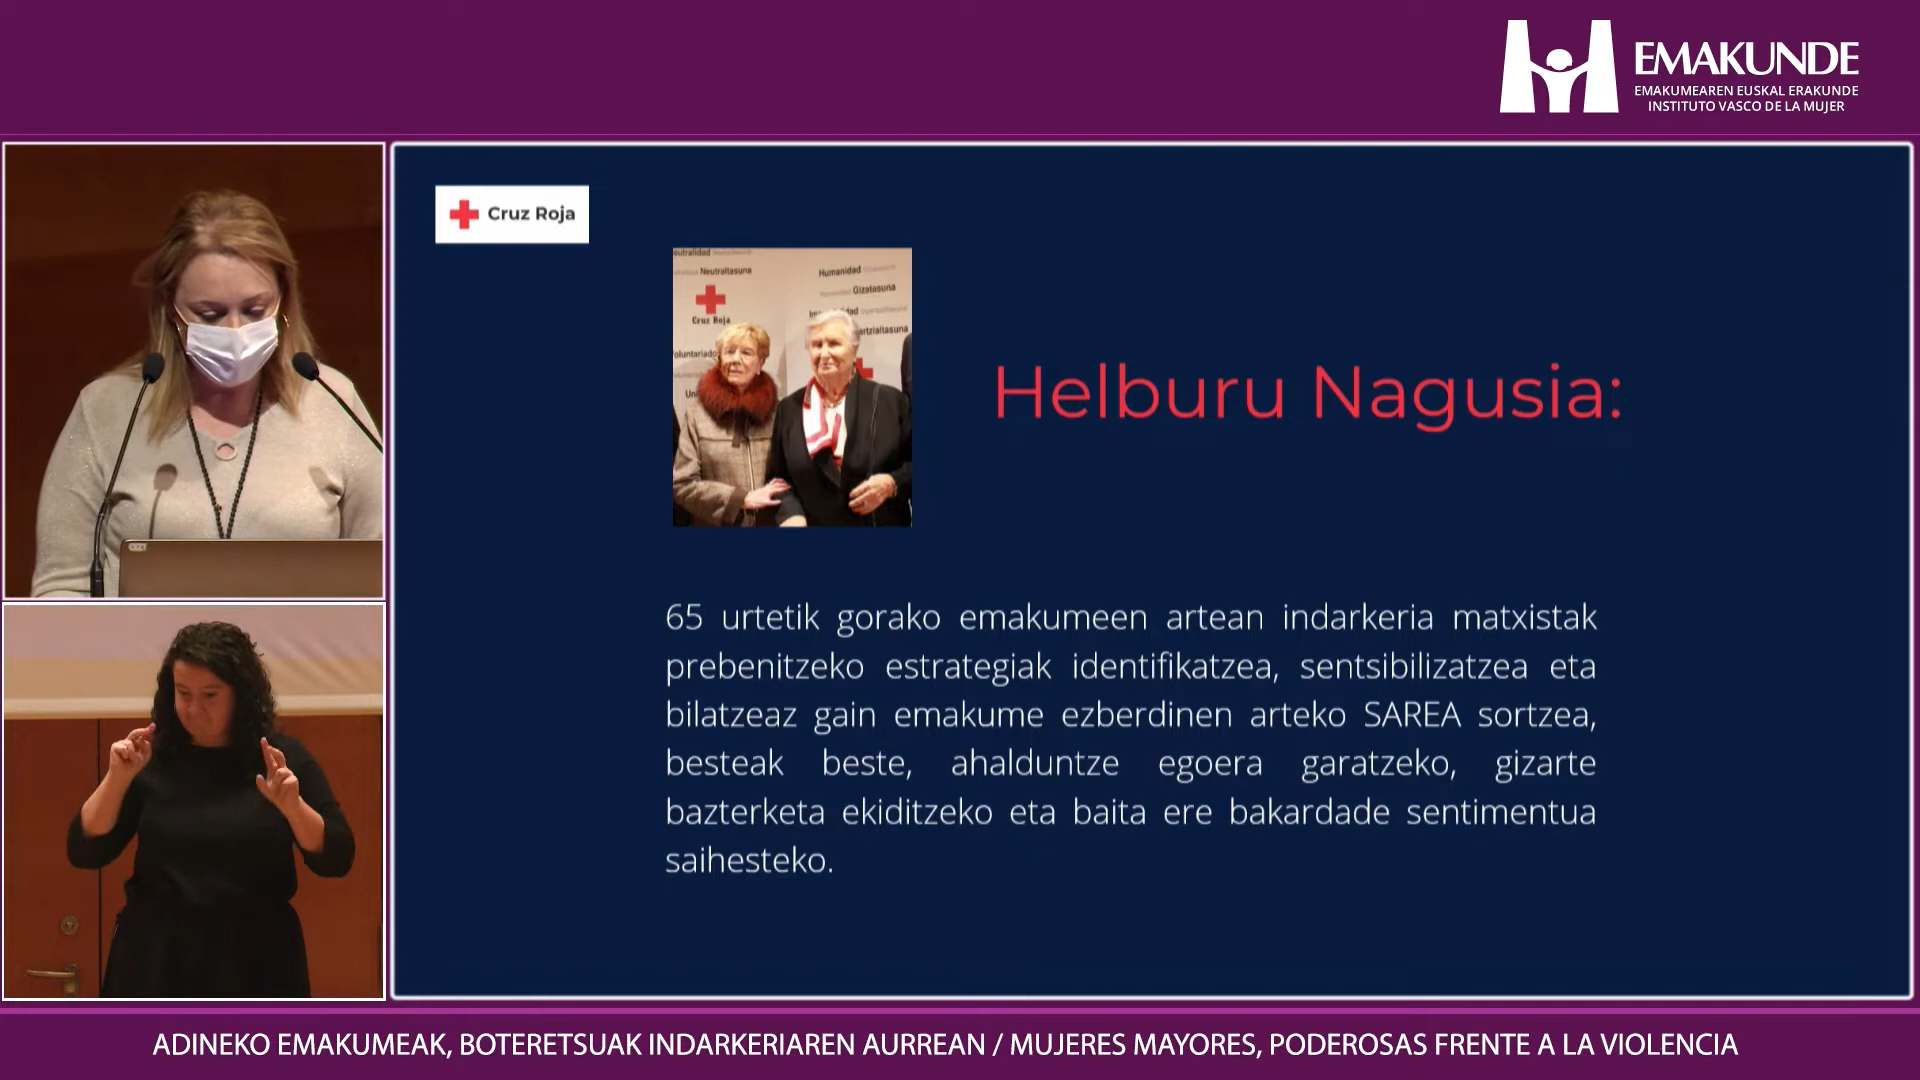 EMAKUNDE
EMAKUMEAREN EUSKAL ERAKUNDE
INSTITUTO VASCO DE LA MUJER
Cruz Roja
Neutraltasuna
Humanidad
Gizatasuna
Cruz Roja
Helburu Nagusia:
65 urtetik gorako emakumeen artean indarkeria matxistak
prebenitzeko estrategiak identifikatzea, sentsibilizatzea eta
bilatzeaz gain emakume ezberdinen arteko SAREA sortzea,
besteak beste, ahalduntze egoera garatzeko, gizarte
bazterketa ekiditzeko eta baita ere bakardade sentimentua
saihesteko.
ADINEKO EMAKUMEAK, BOTERETSUAK INDARKERIAREN AURREAN / MUJERES MAYORES, PODEROSAS FRENTE A LA VIOLENCIA